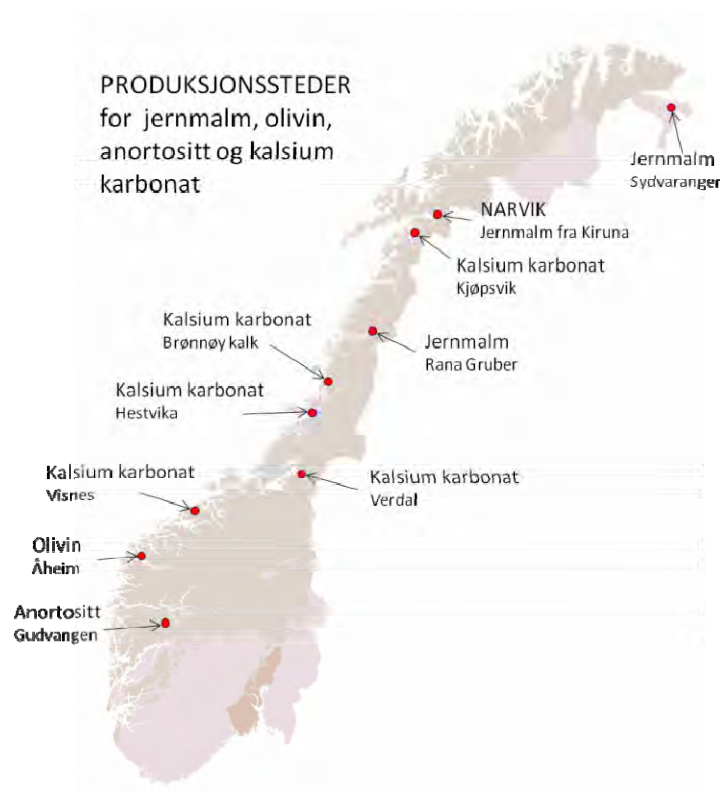 PRODUKSJONSSTEDER
for jernmalm, olivin,
anortositt og kalsium
karbonat
Jernmalm
Sydvaranger
NARVIK
Jernmalm fra Kiruna
Kalsium karbonat
Kjøpsvik
Kalsium karbonat
Brønnøy kalk
Jernmalm
Rana Gruber
Kalsium karbonat
Hestvika
Kalsium karbonat
Visnes
Kalsium karbonat
Verdal
Olivin
Åheim
Anortositt
Gudvangen